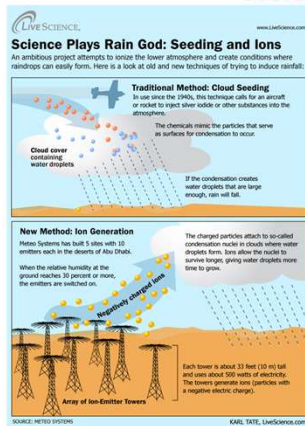 LIVESCIENCE.
www.LiveScience.com
Science Plays Rain God: Seeding and Ions
An ambitious project attempts to ionize the lower atmosphere and create conditions where
raindrops can easily form. Here is a look at old and new techniques of trying to induce rainfall:
Traditional Method: Cloud Seeding
In use since the 1940s, this technique calls for an aircraft
or rocket to inject silver iodide or other substances into the
atmosphere.
The chemicals mimic the particles that serve
as surfaces for condensation to occur.
Cloud cover
containing
water droplets
If the condensation creates
water droplets that are large
enough, rain will fall.
New Method: Ion Generation
Meteo Systems has built 5 sites with 10
emitters each in the deserts of Abu Dhabi.
When the relative humidity at the
ground reaches 30 percent or more,
the emitters are switched on.
The charged particles attach to so-called
condensation nuclei in clouds where water
droplets form. Ions allow the nuclei to
survive longer, giving water droplets more
time to grow.
Negatively charged ions
Each tower is about 33 feet (10 m) tall
and uses about 500 watts of electricity.
The towers generate ions (particles with
a negative electric charge).
Array of Ion-Emitter Towers
SOURCE: METEO SYSTEMS
KARL TATE, LiveScience.com